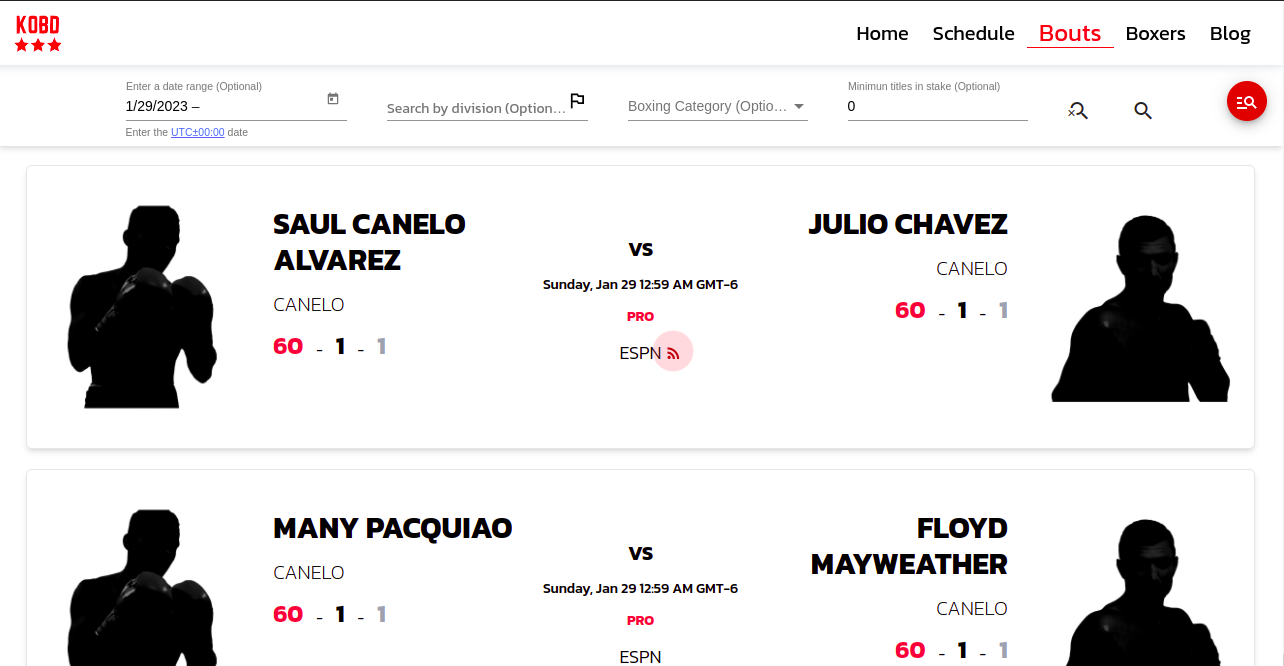 KOBD
Home Schedule Bouts Boxers Blog
Enter a date range (Optional)
1/29/2023 –
Enter the UTC±00:00 date
Search by division (Option...
Boxing Category (Optio...
Minimun titles in stake (Optional)
0
SAUL CANELO
ALVAREZ
CANELO
60 - 1 - 1
VS
Sunday, Jan 29 12:59 AM GMT-6
PRO
ESPN
JULIO CHAVEZ
CANELO
60 - 1 - 1
MANY PACQUIAO
CANELO
60 - 1 - 1
VS
Sunday, Jan 29 12:59 AM GMT-6
PRO
ESPN
FLOYD
MAYWEATHER
CANELO
60 - 1 - 1